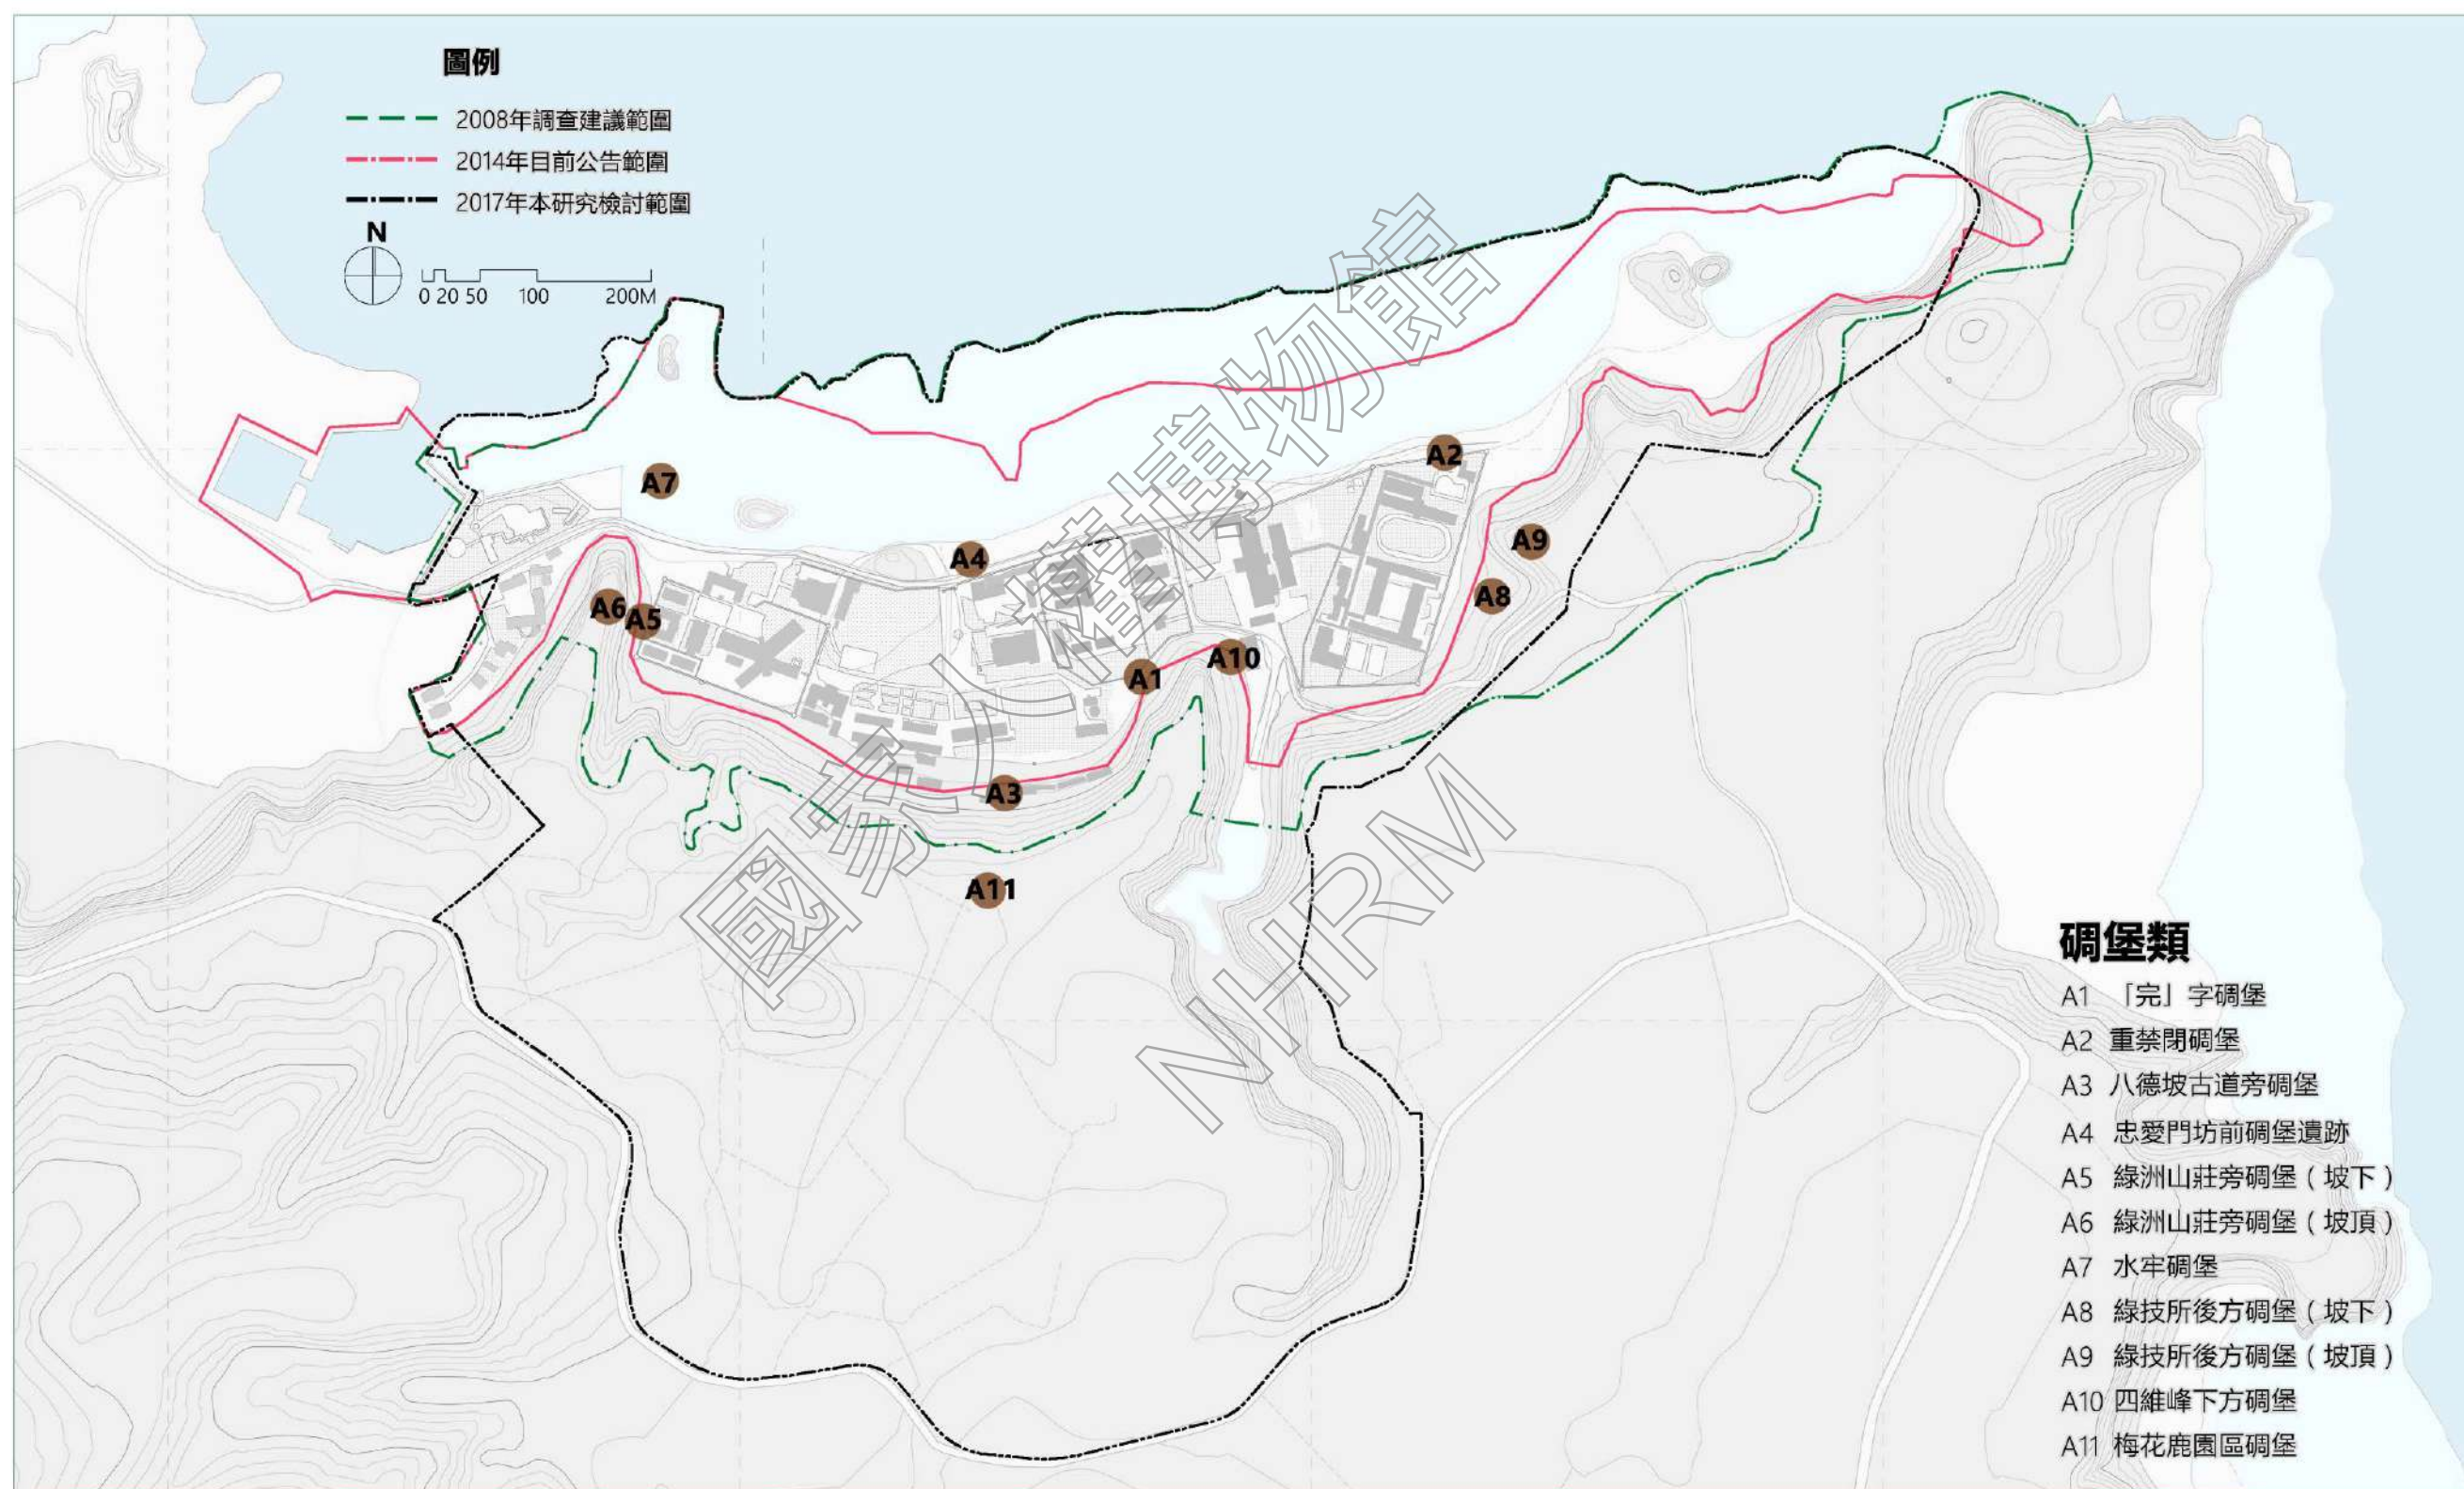 圖例
2008年調查建議範圍
2014年目前公告範圍
2017年本研究檢討範圍
N
0 20 50 100 200M
A2
A7
A9
A4
A8
A6
A5
A10
A1
A3
A11
國家人權博物館
NHRM
碉堡類
A1 「完」字碉堡
A2 重禁閉碉堡
A3 八德坡古道旁碉堡
A4 忠愛門坊前碉堡遺跡
A5 綠洲山莊旁碉堡（坡下）
A6 綠洲山莊旁碉堡（坡頂）
A7 水牢碉堡
A8 綠技所後方碉堡（坡下）
A9 綠技所後方碉堡（坡頂）
A10 四維峰下方碉堡
A11 梅花鹿園區碉堡